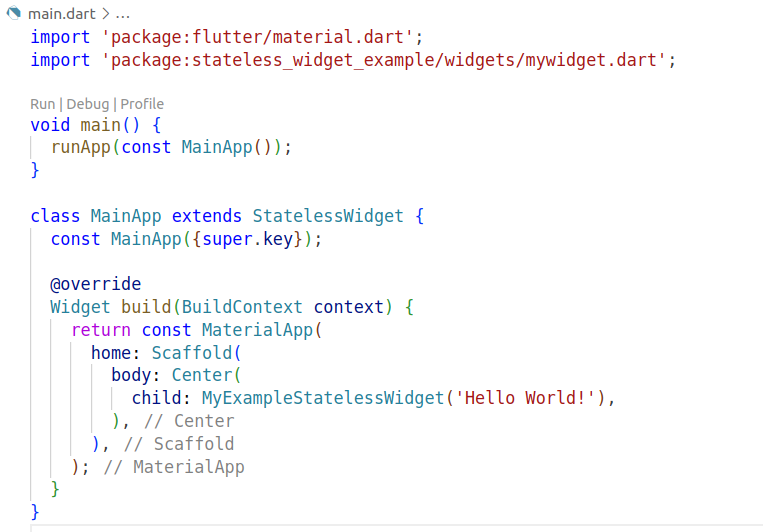 main.dart > ...
import 'package:flutter/material.dart';
import 'package:stateless_widget_example/widgets/mywidget.dart';
Run | Debug | Profile
void main() {
  runApp(const MainApp());
}
class MainApp extends StatelessWidget {
  const MainApp({super.key});
  @override
  Widget build(BuildContext context) {
    return const MaterialApp(
      home: Scaffold(
        body: Center(
          child: MyExampleStatelessWidget('Hello World!'),
        ), // Center
      ), // Scaffold
    ); // MaterialApp
  }
}